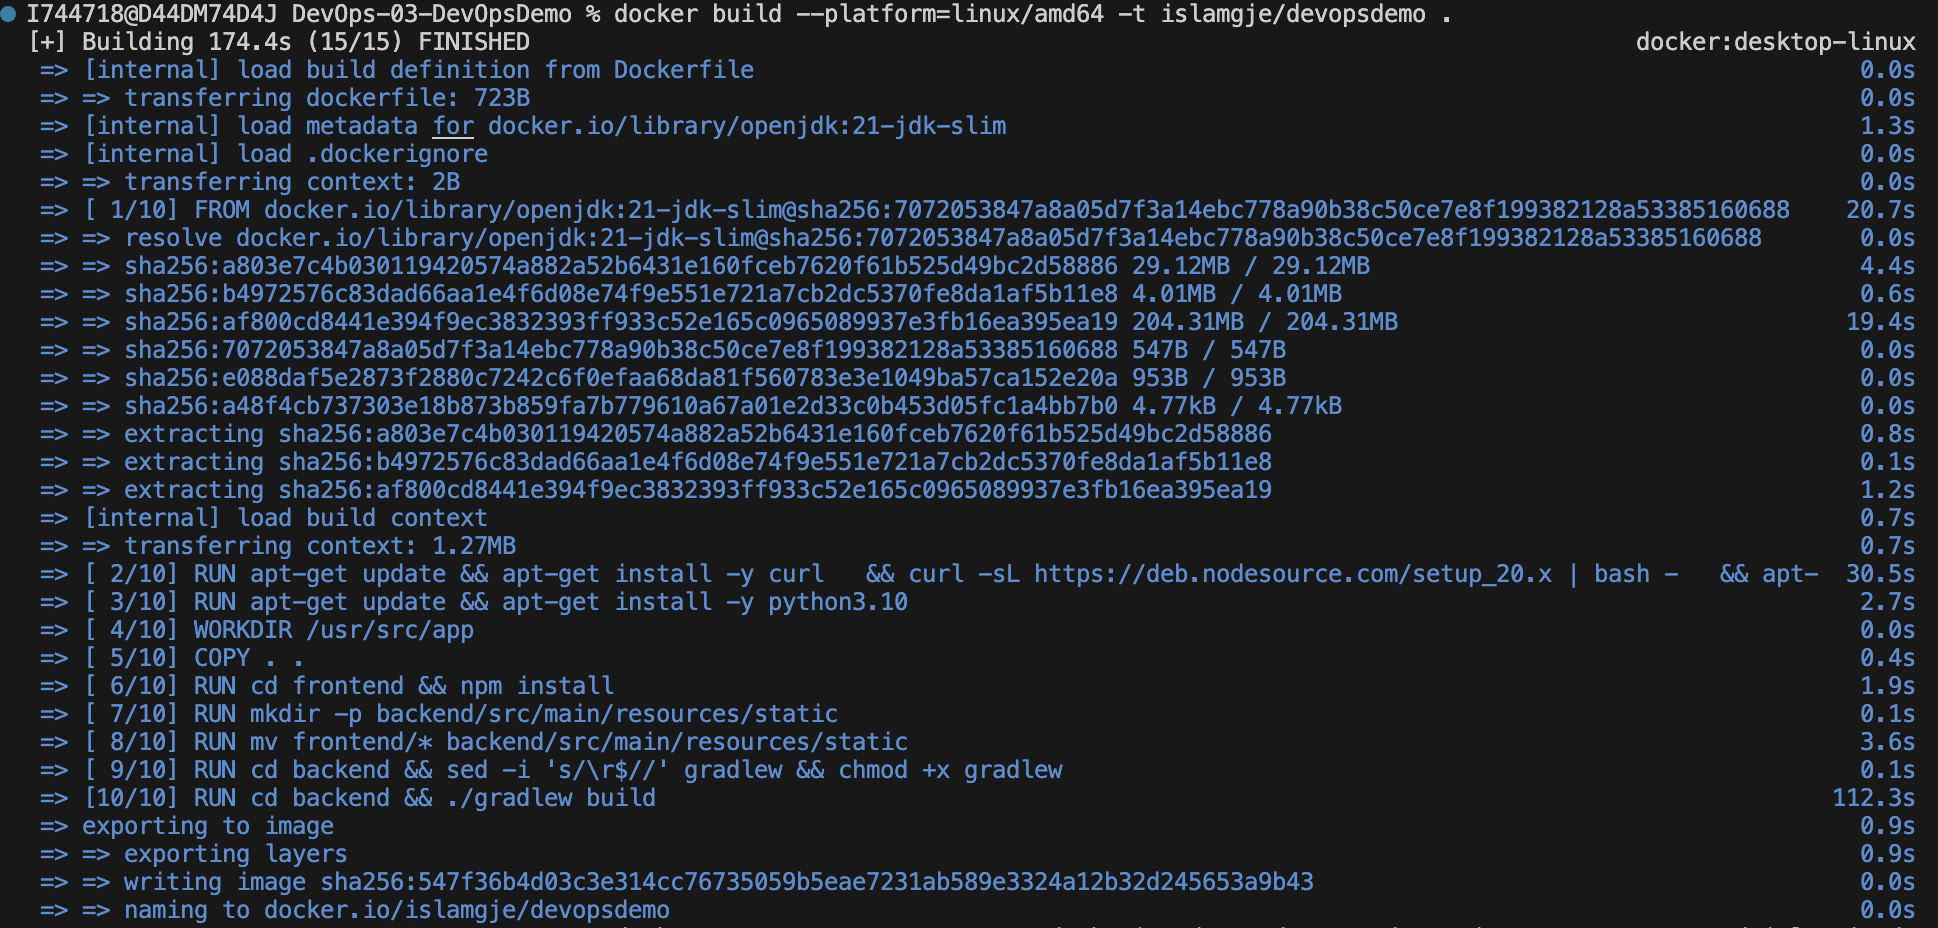 I744718@D44DM74D4J DevOps-03-DevOpsDemo % docker build --platform=linux/amd64 -t islamgje/devopsdemo .
[+] Building 174.4s (15/15) FINISHED docker:desktop-linux
=> [internal] load build definition from Dockerfile 0.0s
=> => transferring dockerfile: 723B 0.0s
=> [internal] load metadata for docker.io/library/openjdk:21-jdk-slim 1.3s
=> [internal] load .dockerignore 0.0s
=> => transferring context: 2B 0.0s
=> [ 1/10] FROM docker.io/library/openjdk:21-jdk-slim@sha256:7072053847a8a05d7f3a14ebc778a90b38c50ce7e8f199382128a53385160688 20.7s
=> => resolve docker.io/library/openjdk:21-jdk-slim@sha256:7072053847a8a05d7f3a14ebc778a90b38c50ce7e8f199382128a53385160688 0.0s
=> => sha256:a803e7c4b030119420574a882a52b6431e160fceb7620f61b525d49bc2d58886 29.12MB / 29.12MB 4.4s
=> => sha256:b4972576c83dad66aa1e4f6d08e74f9e551e721a7cb2dc5370fe8da1af5b11e8 4.01MB / 4.01MB 0.6s
=> => sha256:af800cd8441e394f9ec3832393ff933c52e165c0965089937e3fb16ea395ea19 204.31MB / 204.31MB 19.4s
=> => sha256:7072053847a8a05d7f3a14ebc778a90b38c50ce7e8f199382128a53385160688 547B / 547B 0.0s
=> => sha256:e088daf5e2873f2880c7242c6f0efaa68da81f560783e3e1049ba57ca152e20a 953B / 953B 0.0s
=> => sha256:a48f4cb737303e18b873b859fa7b779610a67a01e2d33c0b453d05fc1a4bb7b0 4.77kB / 4.77kB 0.0s
=> => extracting sha256:a803e7c4b030119420574a882a52b6431e160fceb7620f61b525d49bc2d58886 0.8s
=> => extracting sha256:b4972576c83dad66aa1e4f6d08e74f9e551e721a7cb2dc5370fe8da1af5b11e8 0.1s
=> => extracting sha256:af800cd8441e394f9ec3832393ff933c52e165c0965089937e3fb16ea395ea19 1.2s
=> [internal] load build context 0.7s
=> => transferring context: 1.27MB 0.7s
=> [ 2/10] RUN apt-get update && apt-get install -y curl   && curl -sL https://deb.nodesource.com/setup_20.x | bash -   && apt- 30.5s
=> [ 3/10] RUN apt-get update && apt-get install -y python3.10 2.7s
=> [ 4/10] WORKDIR /usr/src/app 0.0s
=> [ 5/10] COPY . . 0.4s
=> [ 6/10] RUN cd frontend && npm install 1.9s
=> [ 7/10] RUN mkdir -p backend/src/main/resources/static 0.1s
=> [ 8/10] RUN mv frontend/* backend/src/main/resources/static 3.6s
=> [ 9/10] RUN cd backend && sed -i 's/\r$//' gradlew && chmod +x gradlew 0.1s
=> [10/10] RUN cd backend && ./gradlew build 112.3s
=> exporting to image 0.9s
=> => exporting layers 0.9s
=> => writing image sha256:547f36b4d03c3e314cc76735059b5eae7231ab589e3324a12b32d245653a9b43 0.0s
=> => naming to docker.io/islamgje/devopsdemo 0.0s